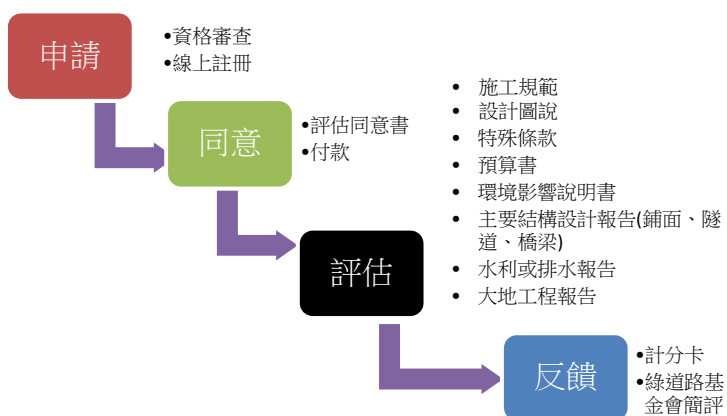 申請
•資格審查
•線上註冊
同意
•評估同意書
•付款
評估
• 施工規範
• 設計圖說
• 特殊條款
• 預算書
• 環境影響說明書
• 主要結構設計報告(鋪面、隧
道、橋梁)
• 水利或排水報告
• 大地工程報告
反饋
•計分卡
•綠道路基
金會簡評